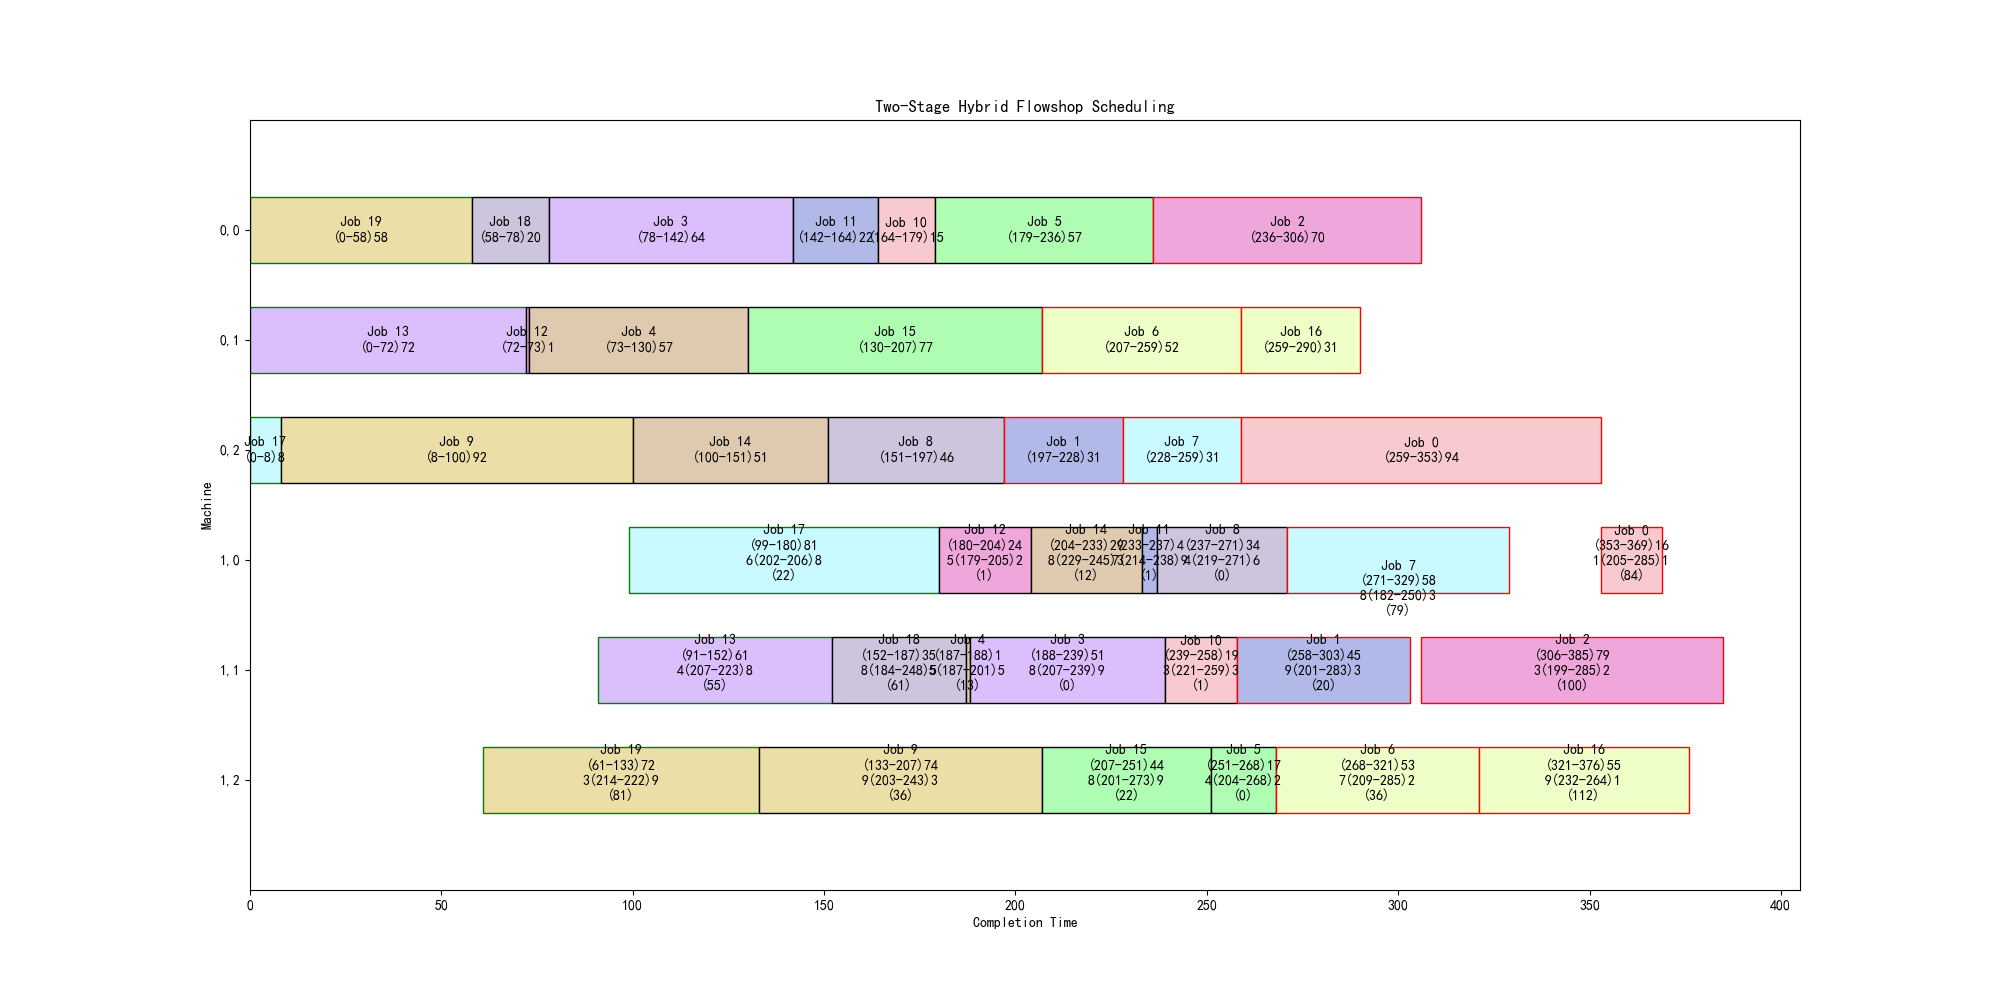 Two-Stage Hybrid Flowshop Scheduling
Machine
0,0
Job 19
(0-58)58
Job 18
(58-78)20
Job 3
(78-142)64
Job 11
(142-164)22
Job 10
(164-179)15
Job 5
(179-236)57
Job 2
(236-306)70
0,1
Job 13
(0-72)72
Job 12
(72-73)1
Job 4
(73-130)57
Job 15
(130-207)77
Job 6
(207-259)52
Job 16
(259-290)31
0,2
Job 17
(0-8)8
Job 9
(8-100)92
Job 14
(100-151)51
Job 8
(151-197)46
Job 1
(197-228)31
Job 7
(228-259)31
Job 0
(259-353)94
1,0
Job 17
(99-180)81
6(202-206)8
(22)
Job 12
(180-204)24
5(179-205)2
(1)
Job 14
(204-233)29
8(229-245)3
(12)
Job 11
(233-237)4
7(214-238)9
(1)
Job 8
(237-271)34
4(219-271)6
(0)
Job 7
(271-329)58
8(182-250)3
(79)
Job 0
(353-369)16
1(205-285)1
(84)
1,1
Job 13
(91-152)61
4(207-223)8
(55)
Job 18
(152-187)35
8(184-248)5
(61)
Job 4
(187-188)1
5(187-201)5
(13)
Job 3
(188-239)51
8(207-239)9
(0)
Job 10
(239-258)19
3(221-259)3
(1)
Job 1
(258-303)45
9(201-283)3
(20)
Job 2
(306-385)79
3(199-285)2
(100)
1,2
Job 19
(61-133)72
3(214-222)9
(81)
Job 9
(133-207)74
9(203-243)3
(36)
Job 15
(207-251)44
8(201-273)9
(22)
Job 5
(251-268)17
4(204-268)2
(0)
Job 6
(268-321)53
7(209-285)2
(36)
Job 16
(321-376)55
9(232-264)1
(112)
0
50
100
150
200
250
300
350
400
Completion Time